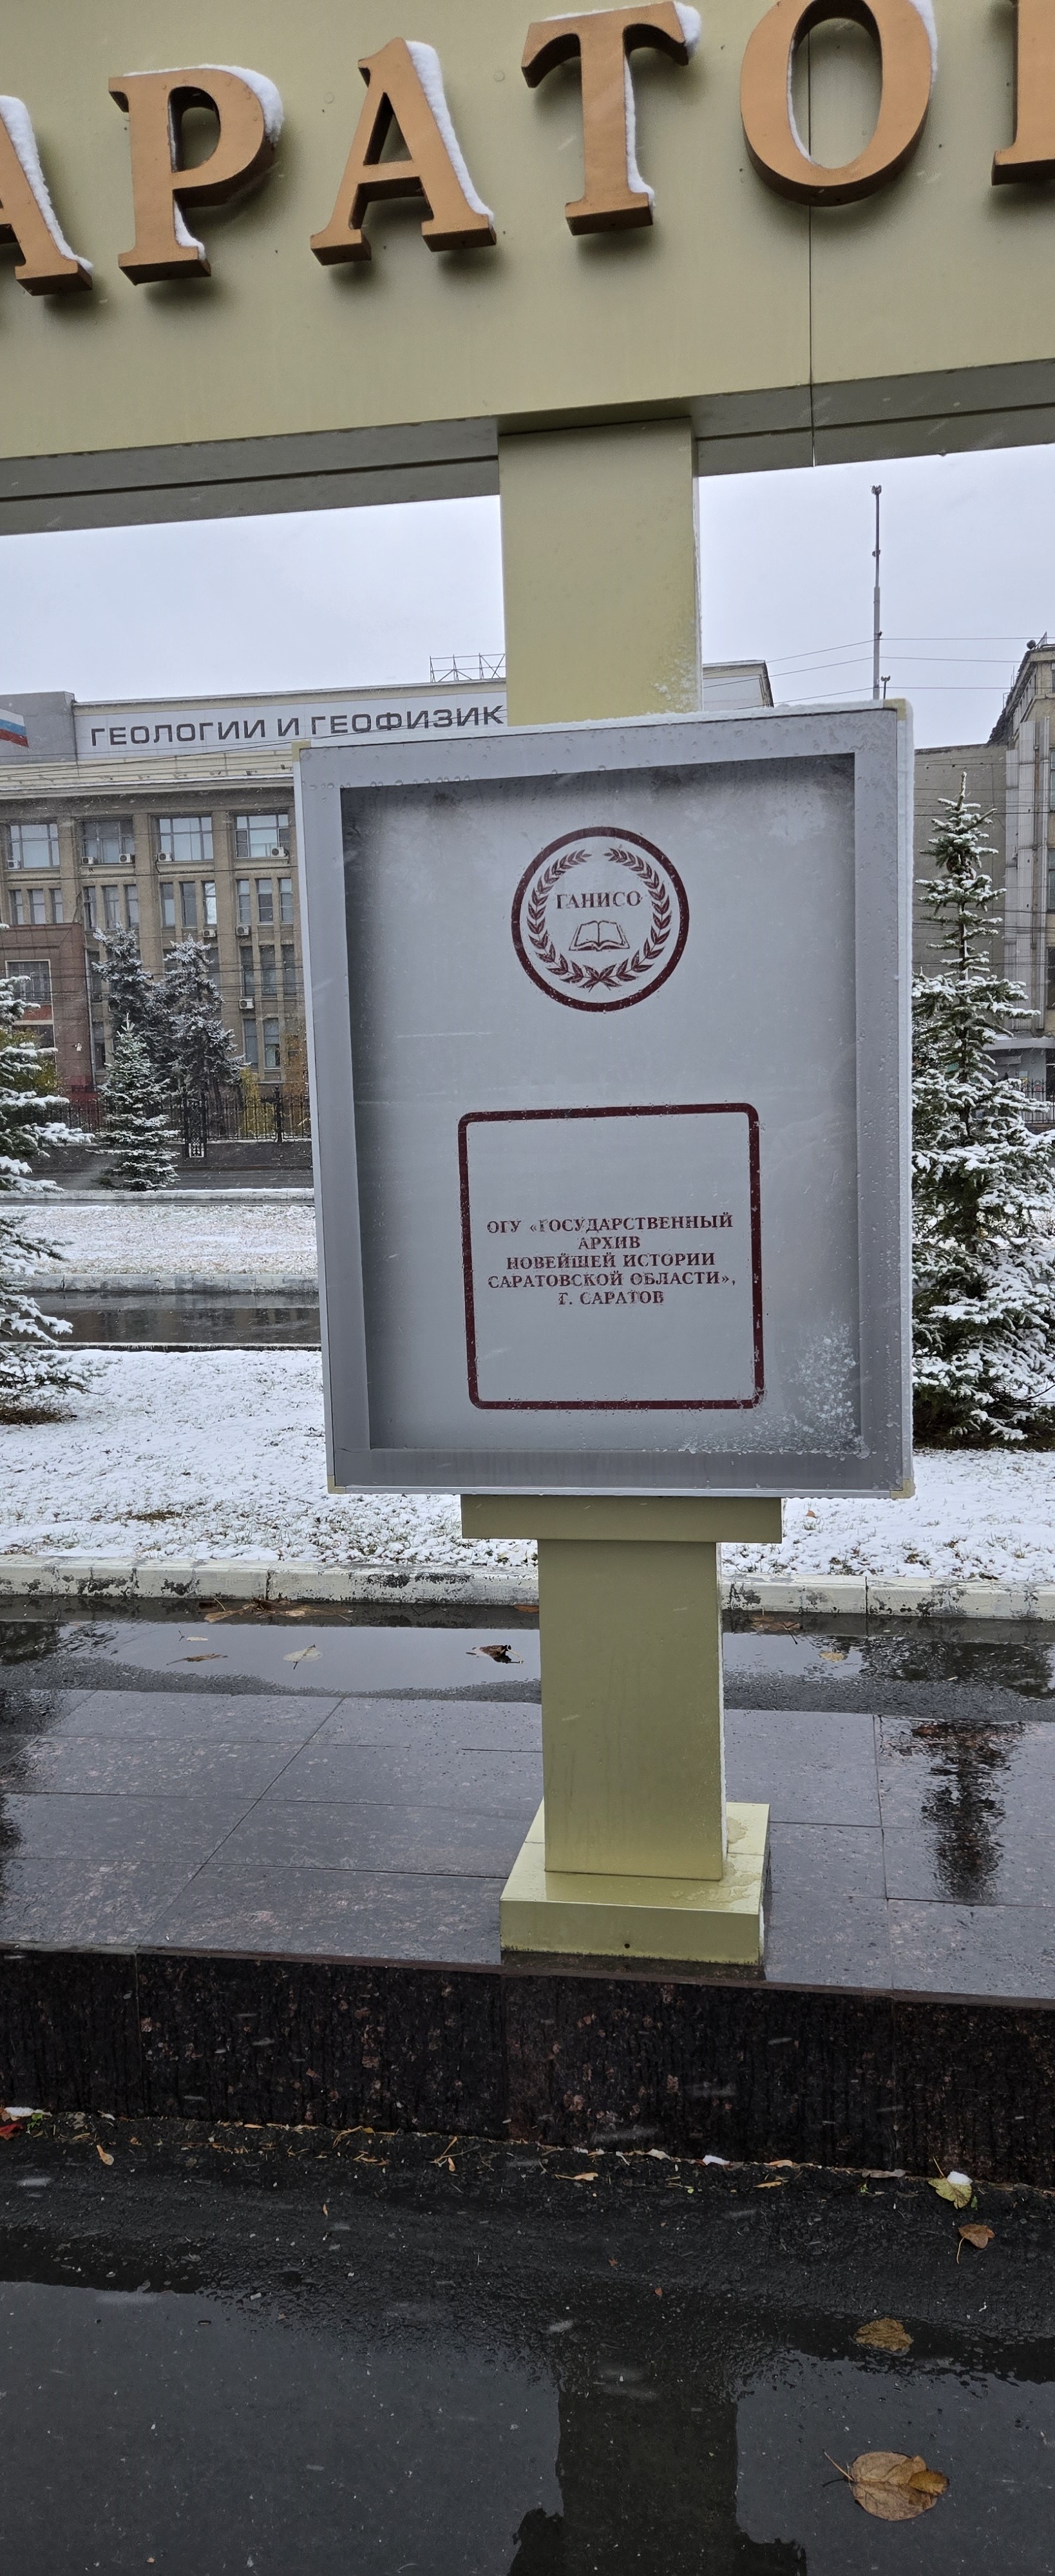 АРАТО
ГЕОЛОГИИ И ГЕОФИЗИК
ГАНИСО
ОГУ «ГОСУДАРСТВЕННЫЙ
АРХИВ
НОВЕЙШЕЙ ИСТОРИИ
САРАТОВСКОЙ ОБЛАСТИ»,
Г. САРАТОВ